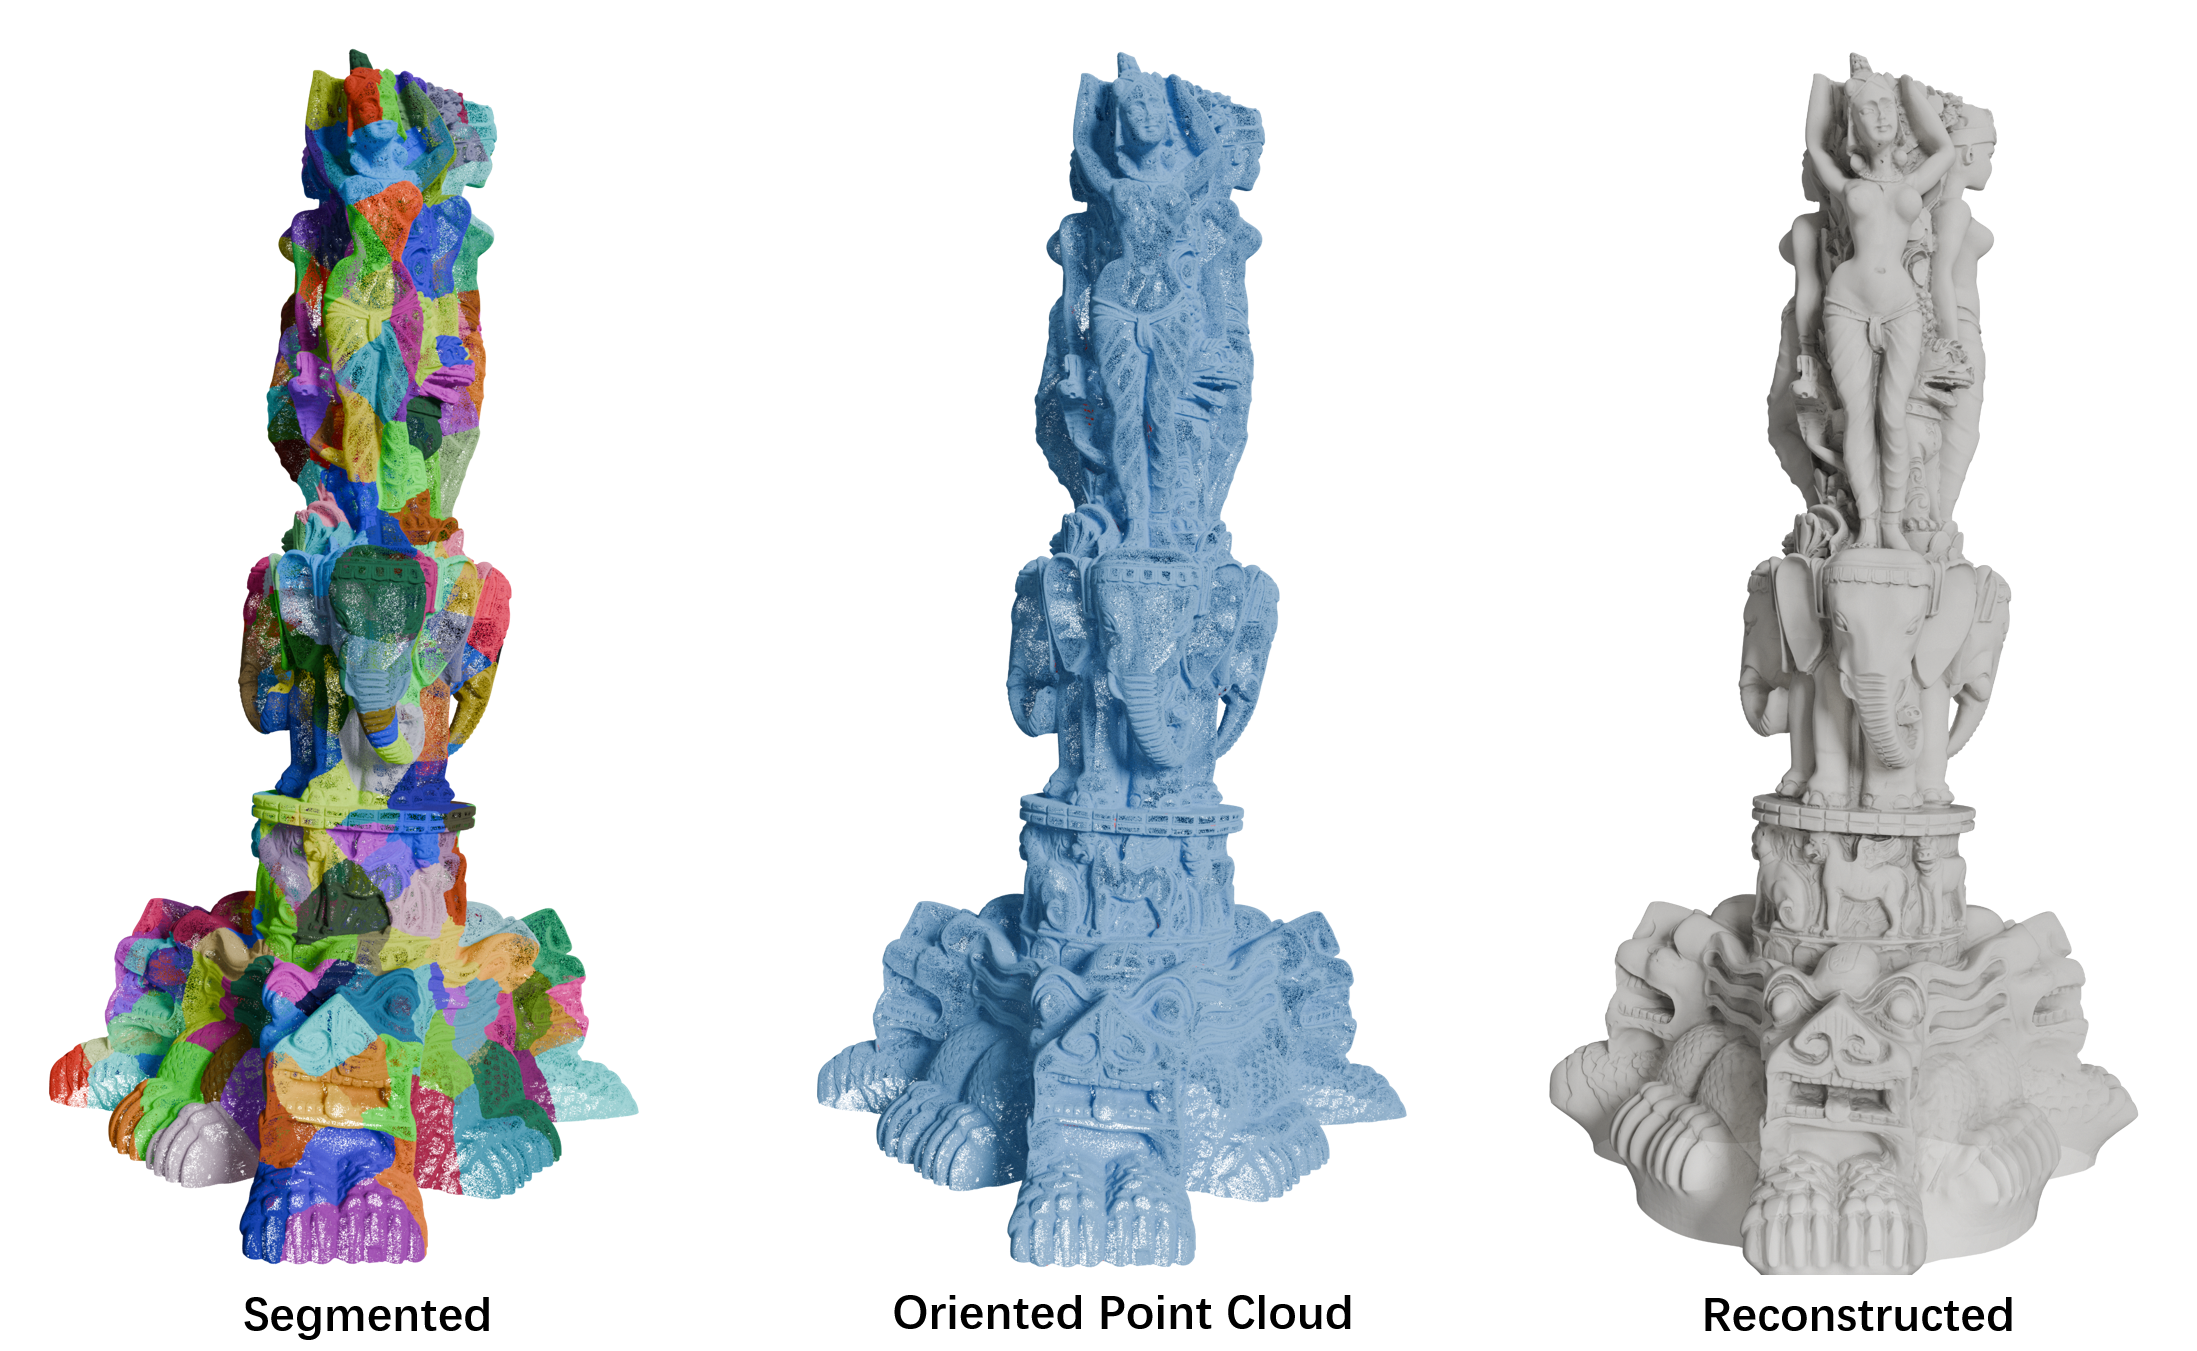 Segmented
Oriented Point Cloud
Reconstructed